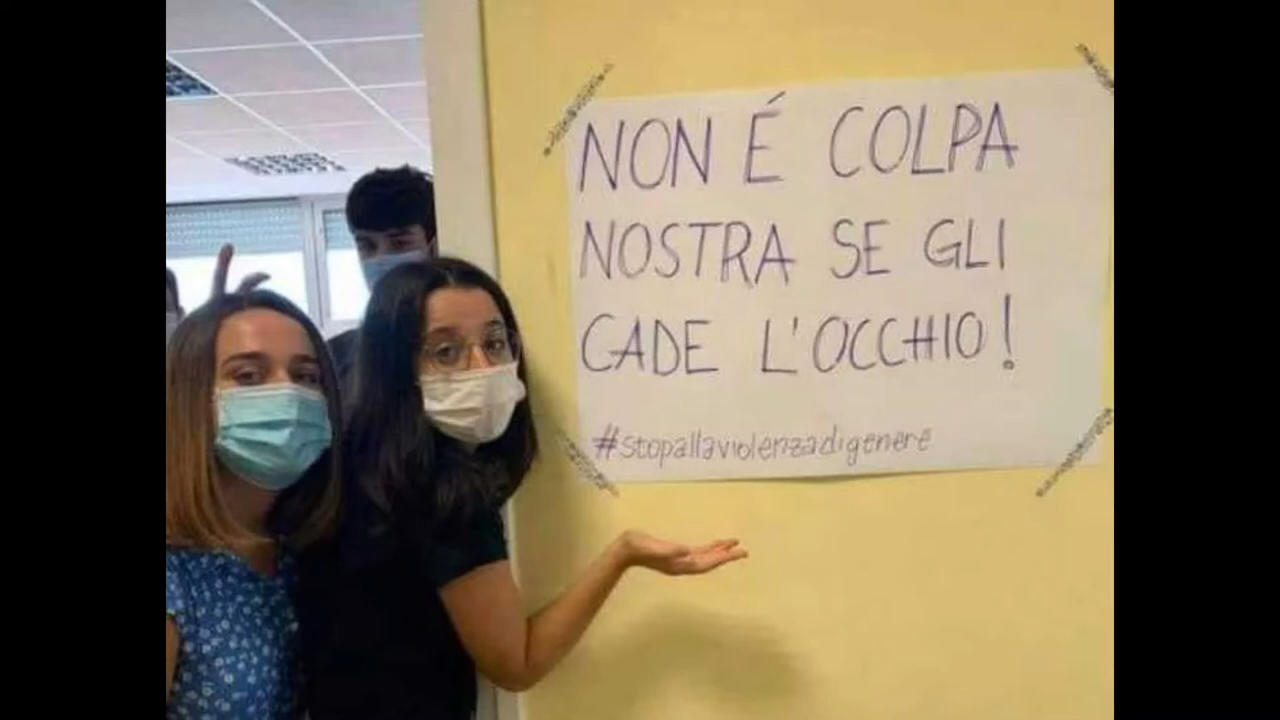 NON É COLPA
NOSTRA SE GLI
CADE L'OCCHIO!
#stopallaviolenzadigenere